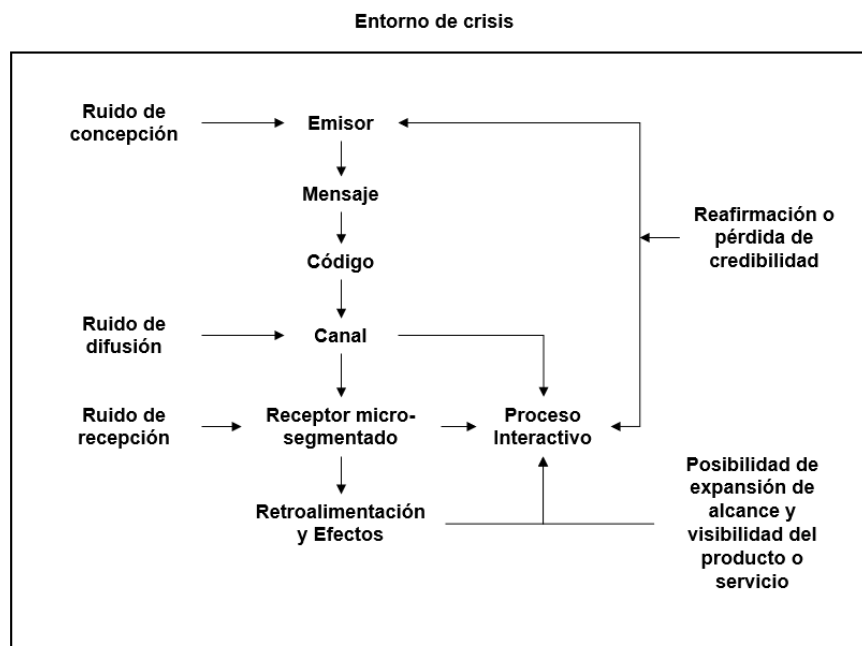 Entorno de crisis
Ruido de
concepción
Emisor
Mensaje
Reafirmación o
pérdida de
credibilidad
Código
Ruido de
difusión
Canal
Ruido de
recepción
Receptor micro-
segmentado
Proceso
Interactivo
Retroalimentación
y Efectos
Posibilidad de
expansión de
alcance y
visibilidad del
producto o
servicio